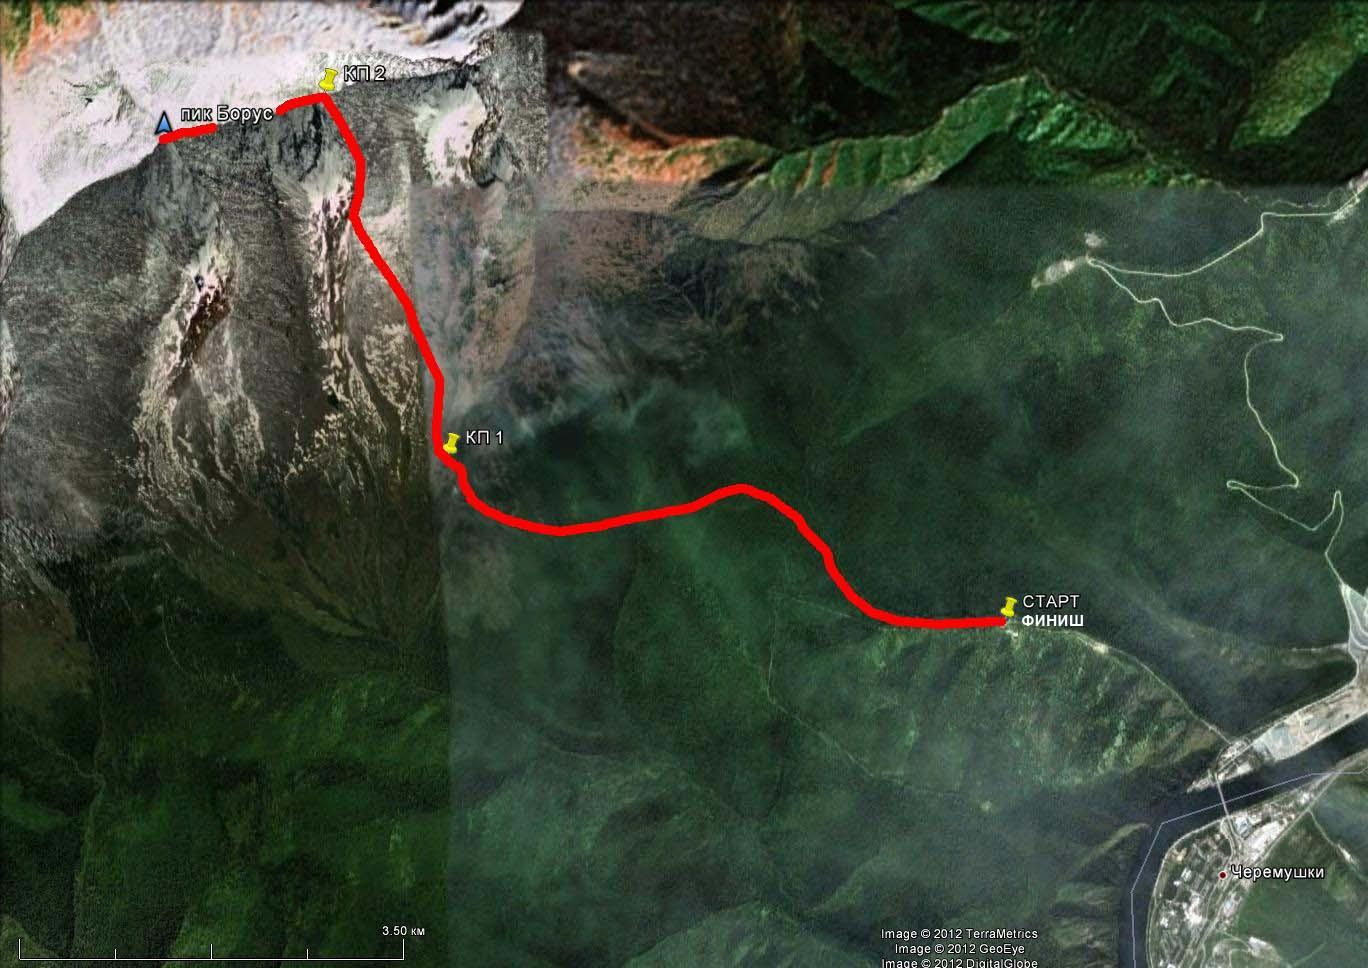 КП 2
пик Борус
КП 1
СТАРТ
ФИНИШ
Черемушки
3.50 км
Image © 2012 TerraMetrics
Image © 2012 GeoEye
Image © 2012 DigitalGlobe